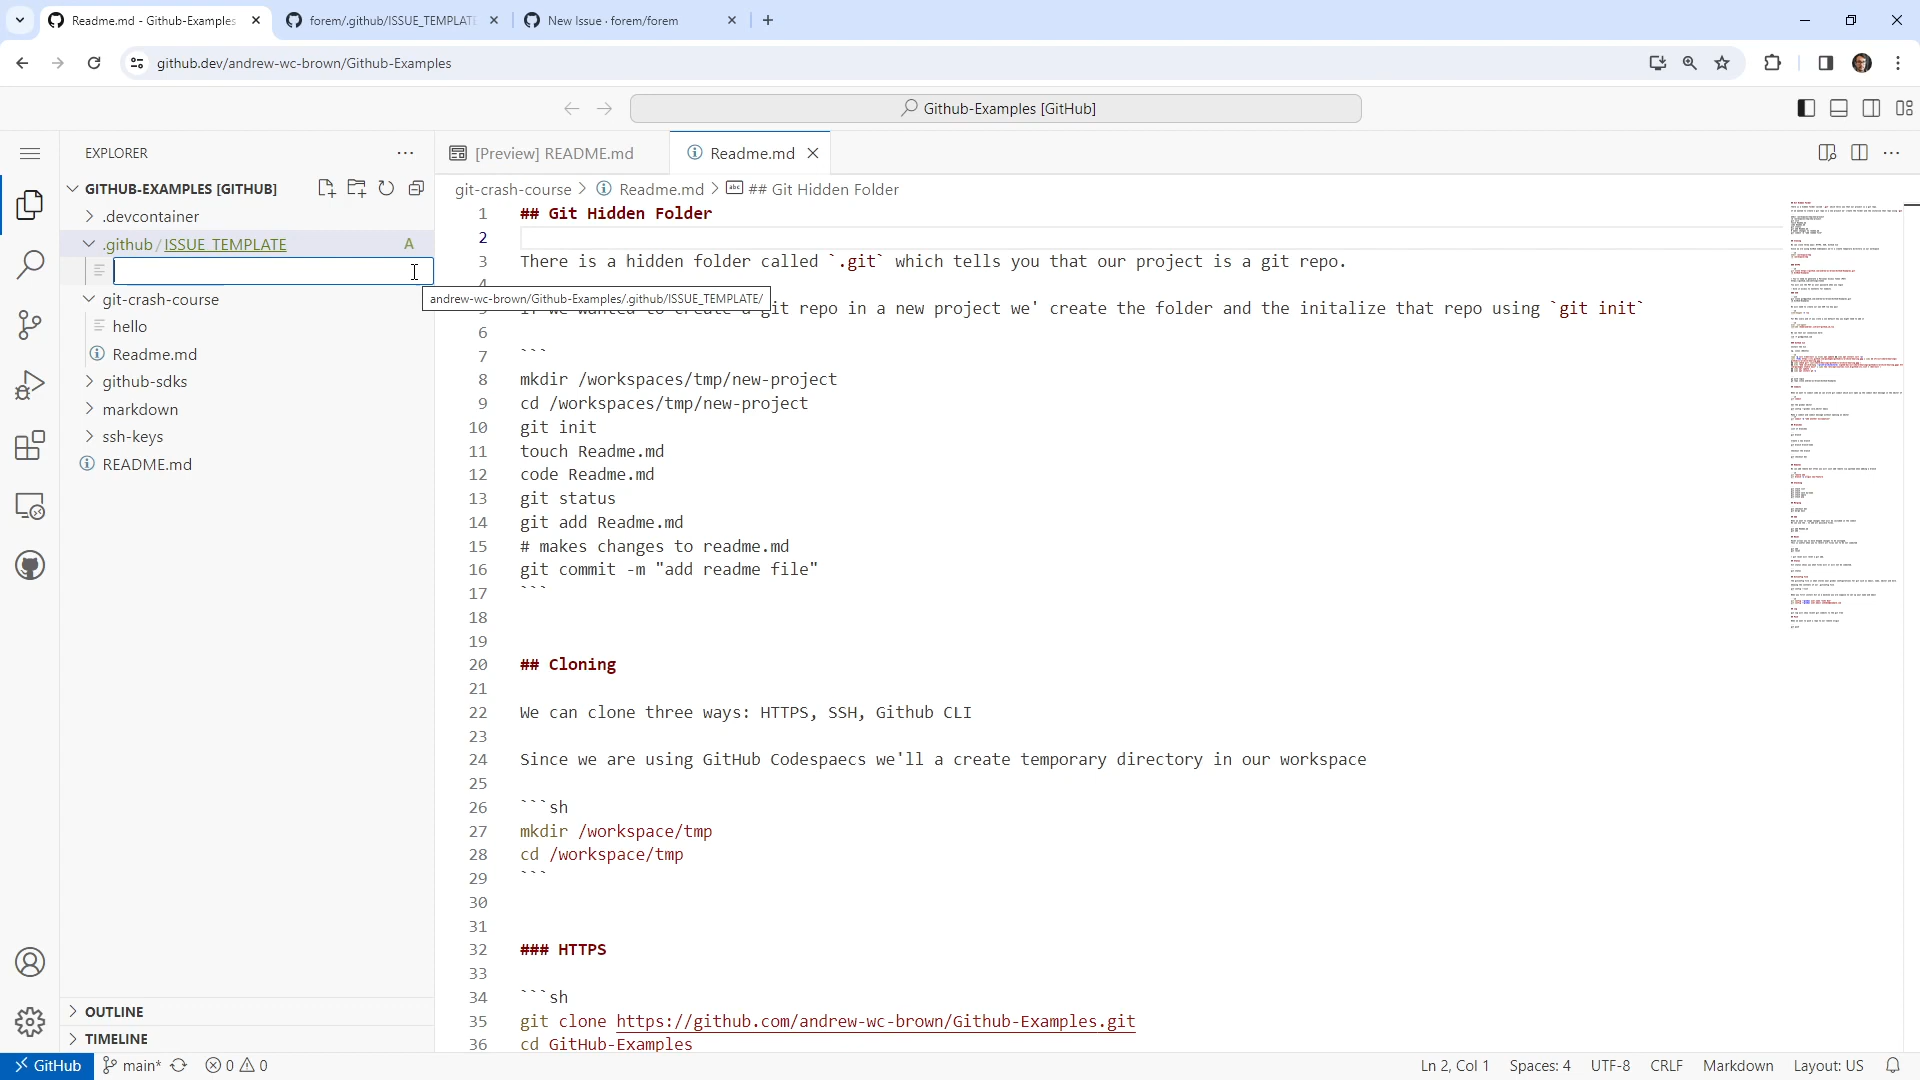 Readme.md - Github-Examples
forem/.github/ISSUE_TEMPLATE
New Issue · forem/forem
github.dev/andrew-wc-brown/Github-Examples
Github-Examples [GitHub]
EXPLORER
[Preview] README.md
Readme.md
GITHUB-EXAMPLES [GITHUB]
git-crash-course
Readme.md
## Git Hidden Folder
.devcontainer
.github / ISSUE_TEMPLATE
A
andrew-wc-brown/Github-Examples/.github/ISSUE_TEMPLATE/
git-crash-course
hello
Readme.md
github-sdks
markdown
ssh-keys
README.md
OUTLINE
TIMELINE
1 ## Git Hidden Folder
2
3 There is a hidden folder called `.git` which tells you that our project is a git repo.
4
5 If we wanted to create a git repo in a new project we' create the folder and the initalize that repo using `git init`
6
7 ```
8 mkdir /workspaces/tmp/new-project
9 cd /workspaces/tmp/new-project
10 git init
11 touch Readme.md
12 code Readme.md
13 git status
14 git add Readme.md
15 # makes changes to readme.md
16 git commit -m "add readme file"
17 ```
18
19
20 ## Cloning
21
22 We can clone three ways: HTTPS, SSH, Github CLI
23
24 Since we are using GitHub Codespaecs we'll a create temporary directory in our workspace
25
26 ```sh
27 mkdir /workspace/tmp
28 cd /workspace/tmp
29 ```
30
31
32 ### HTTPS
33
34 ```sh
35 git clone https://github.com/andrew-wc-brown/Github-Examples.git
36 cd GitHub-Examples
GitHub
main*
0
0
Ln 2, Col 1
Spaces: 4
UTF-8
CRLF
Markdown
Layout: US